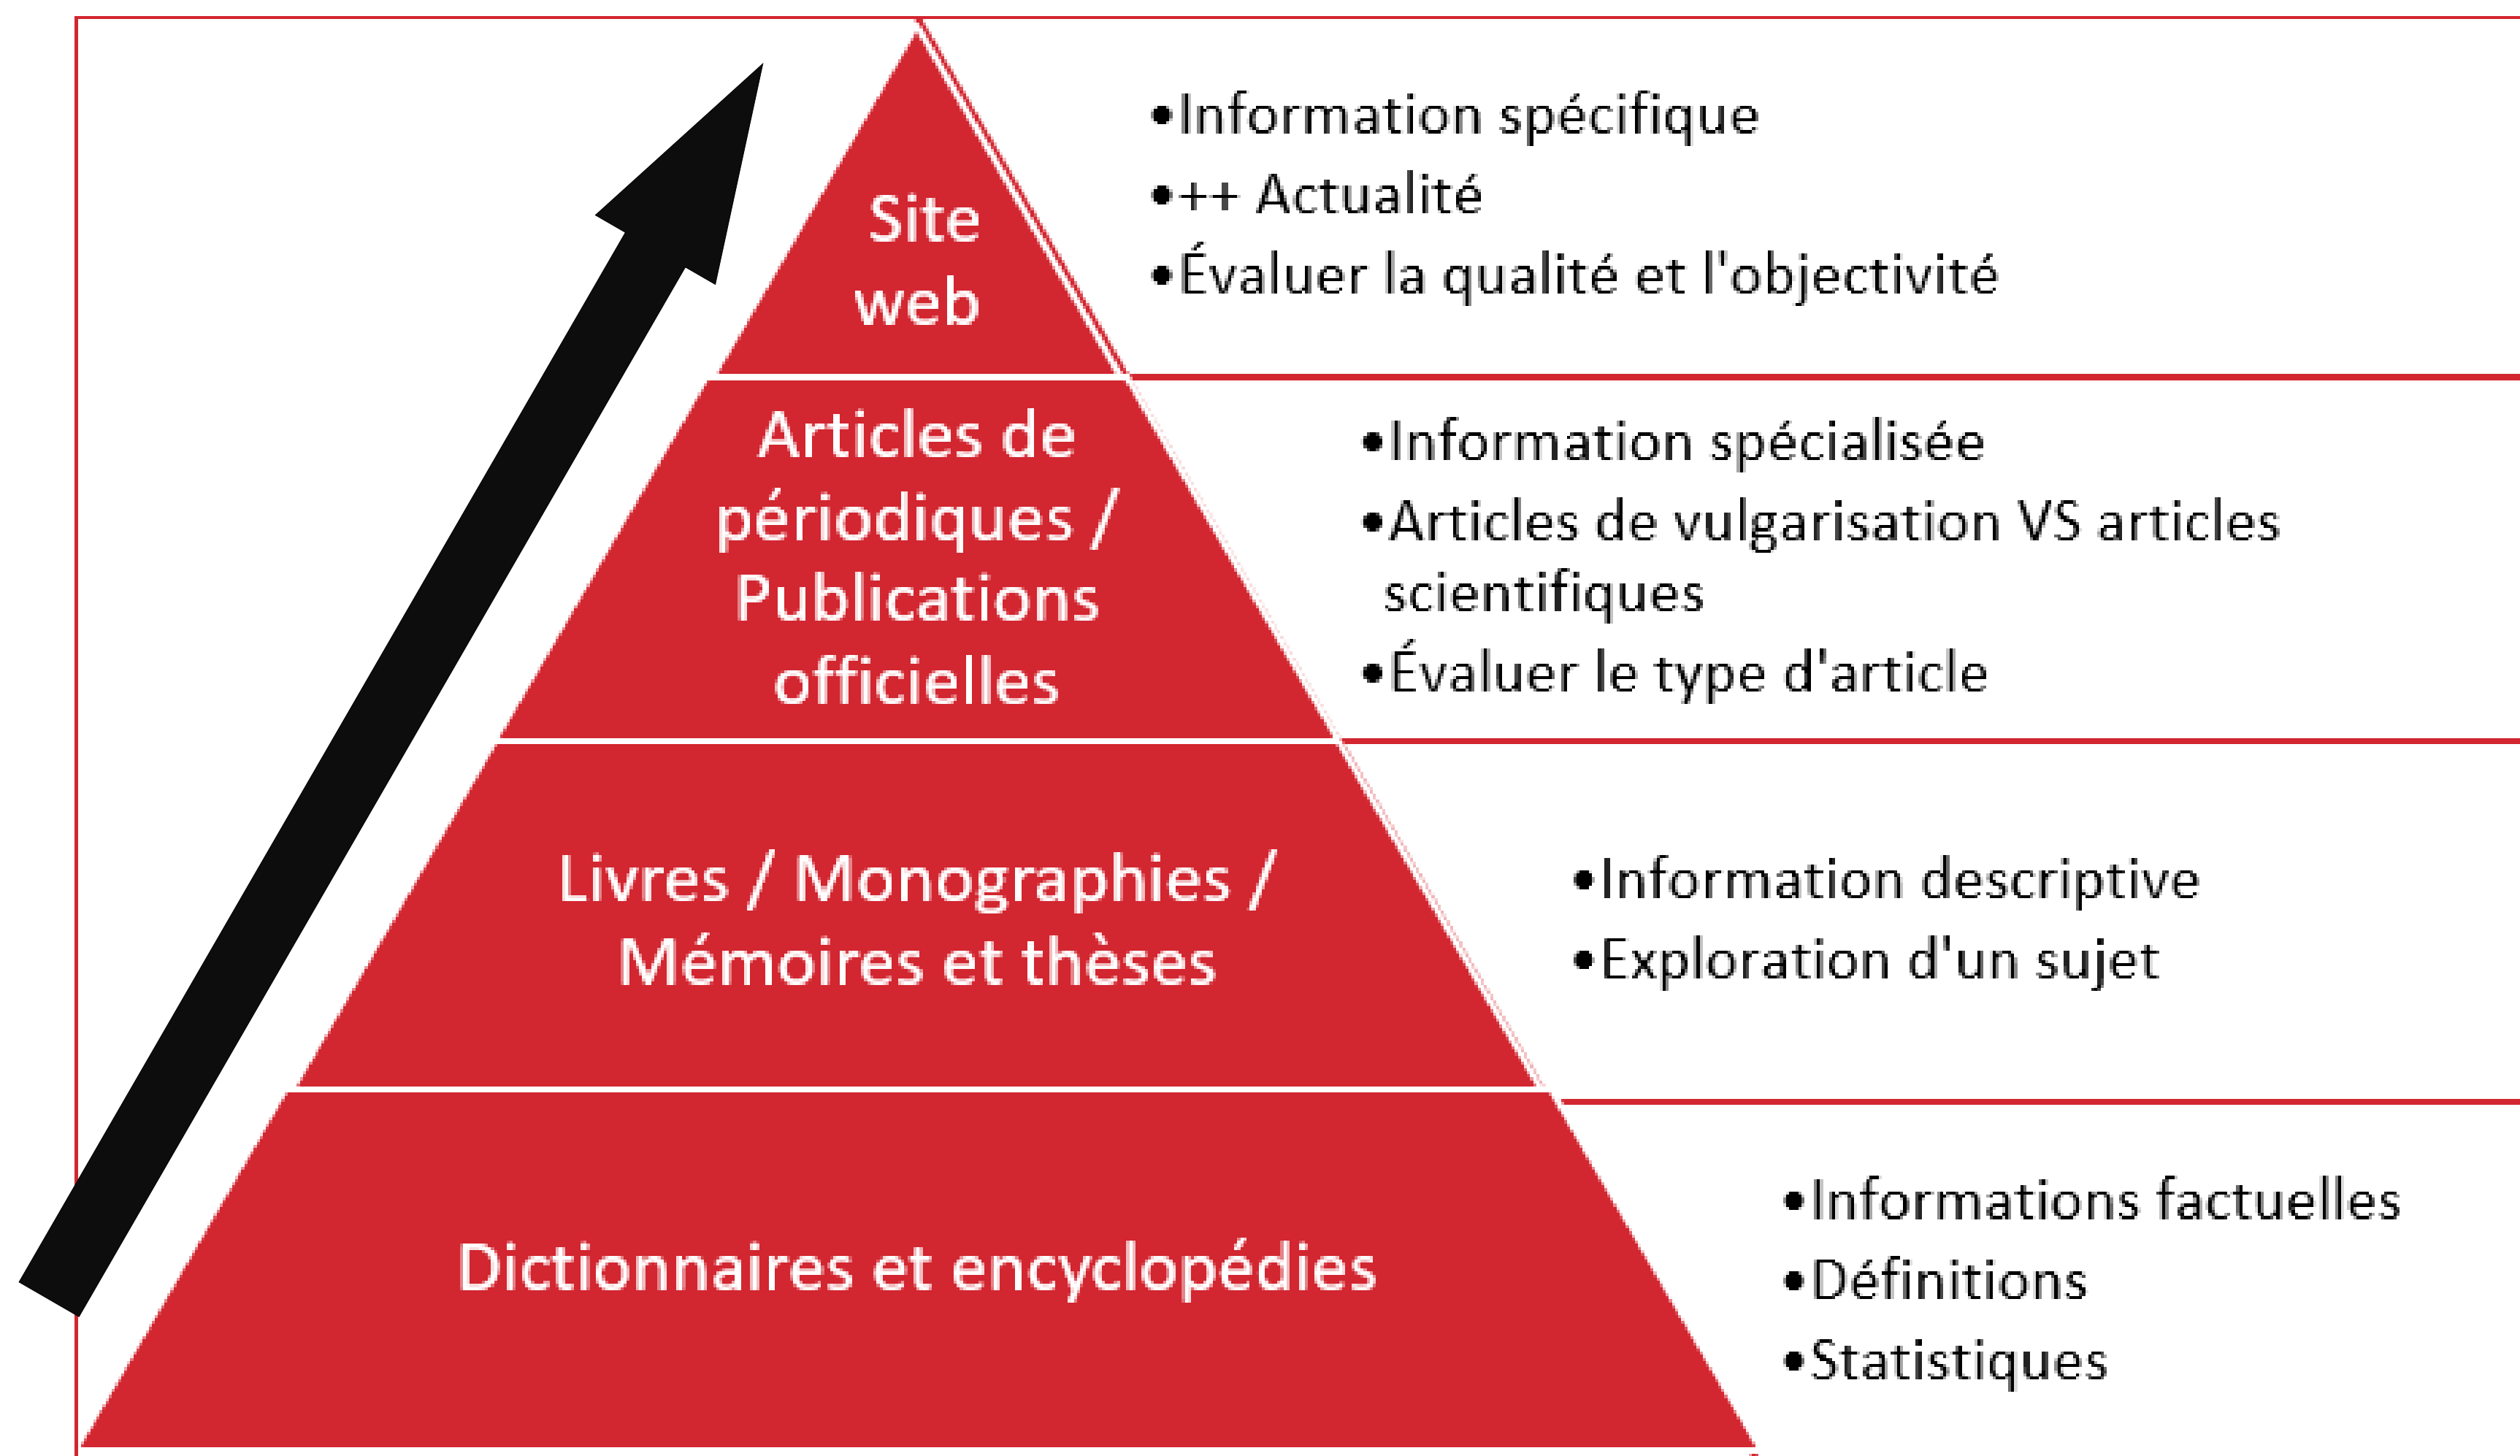 Site
web
•Information spécifique
•++ Actualité
•Évaluer la qualité et l'objectivité
Articles de
périodiques /
Publications
officielles
•Information spécialisée
•Articles de vulgarisation VS articles
scientifiques
•Évaluer le type d'article
Livres / Monographies /
Mémoires et thèses
•Information descriptive
•Exploration d'un sujet
Dictionnaires et encyclopédies
•Informations factuelles
•Définitions
•Statistiques